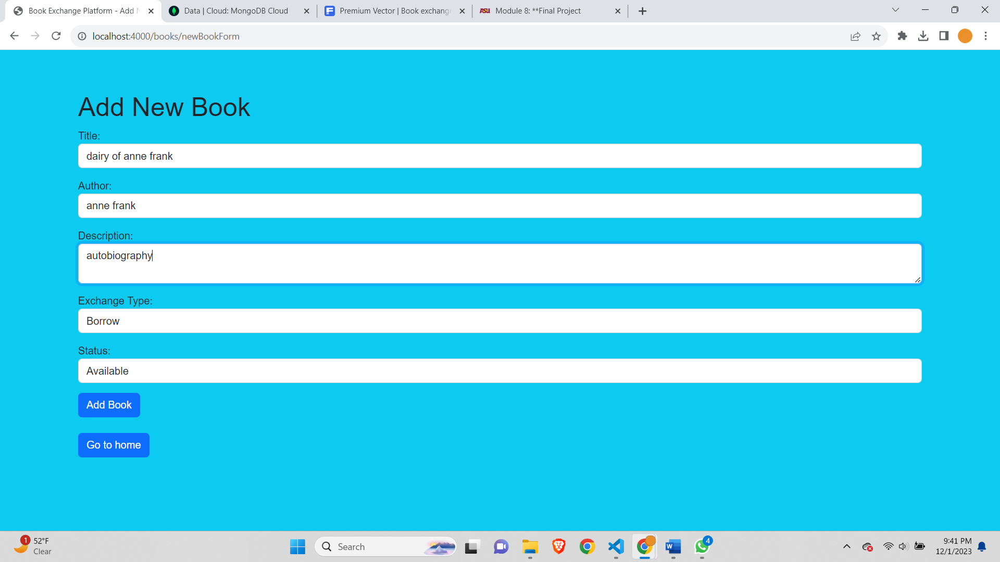 Book Exchange Platform - Add N
Data | Cloud: MongoDB Cloud
Premium Vector | Book exchang
ASU
Module 8: **Final Project
localhost:4000/books/newBookForm
Add New Book
Title:
dairy of anne frank
Author:
anne frank
Description:
autobiography
Exchange Type:
Borrow
Status:
Available
Add Book
Go to home
1
52°F
Clear
Search
W
4
9:41 PM
12/1/2023